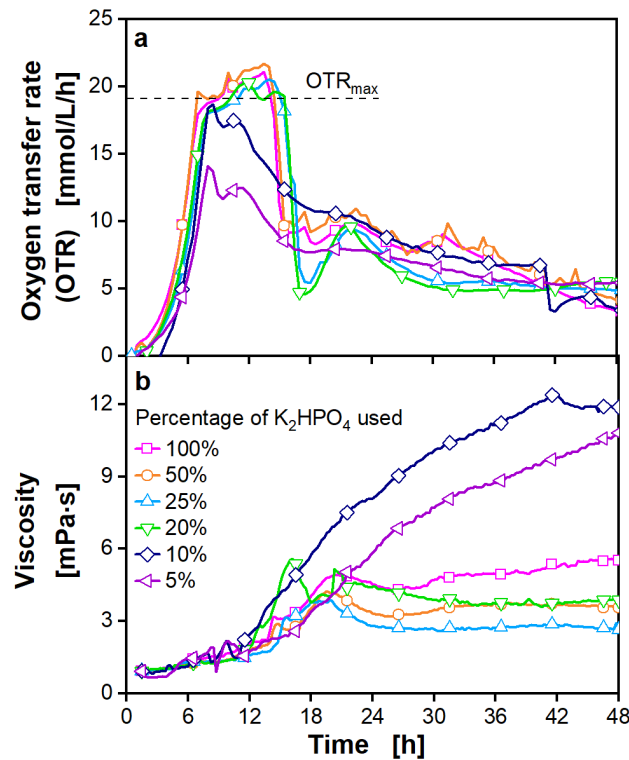 a
25
20
15
10
5
0
OTRmax
Oxygen transfer rate
(OTR) [mmol/L/h]
b
Percentage of K2HPO4 used
100%
50%
25%
20%
10%
5%
12
9
6
3
0
Viscosity
[mPa·s]
0 6 12 18 24 30 36 42 48
Time [h]